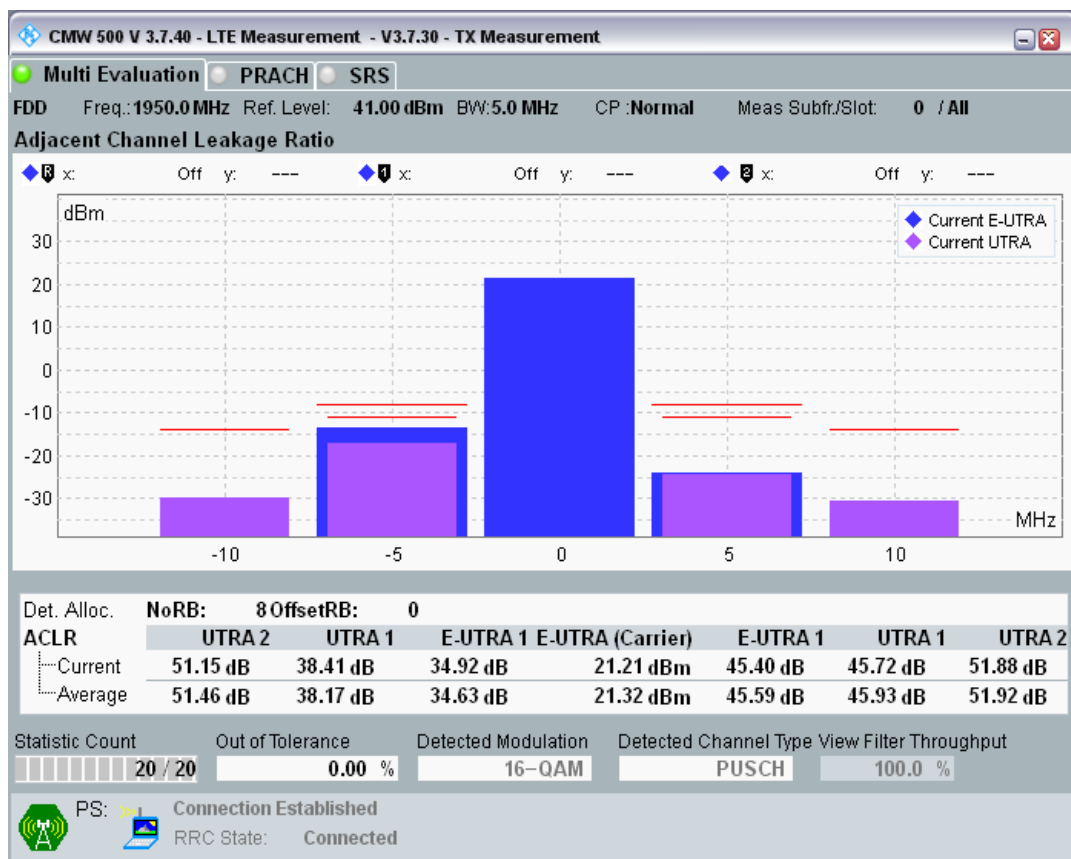 CMW 500 V 3.7.40 - LTE Measurement - V3.7.30 - TX Measurement
Multi Evaluation PRACH SRS
FDD Freq.: 1950.0 MHz Ref. Level: 41.00 dBm BW: 5.0 MHz CP : Normal Meas Subfr./Slot: 0 / All
Adjacent Channel Leakage Ratio
R x: Off y: --- 1 x: Off y: --- 2 x: Off y: ---
dBm
Current E-UTRA
Current UTRA
30
20
10
0
-10
-20
-30
MHz
-10 -5 0 5 10
Det. Alloc. NoRB: 8 OffsetRB: 0
ACLR UTRA 2 UTRA 1 E-UTRA 1 E-UTRA (Carrier) E-UTRA 1 UTRA 1 UTRA 2
Current 51.15 dB 38.41 dB 34.92 dB 21.21 dBm 45.40 dB 45.72 dB 51.88 dB
Average 51.46 dB 38.17 dB 34.63 dB 21.32 dBm 45.59 dB 45.93 dB 51.92 dB
Statistic Count Out of Tolerance Detected Modulation Detected Channel Type View Filter Throughput
20 / 20 0.00 % 16-QAM PUSCH 100.0 %
PS: Connection Established
RRC State: Connected